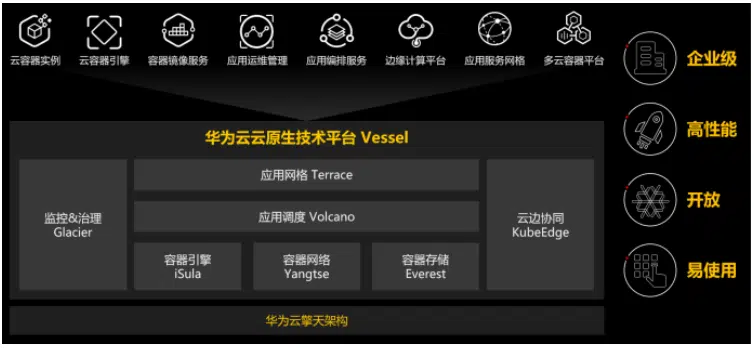 云容器实例
云容器引擎
容器镜像服务
应用运维管理
应用编排服务
边缘计算平台
应用服务网格
多云容器平台
企业级
高性能
开放
易使用
华为云云原生技术平台 Vessel
监控&治理
Glacier
应用网格 Terrace
应用调度 Volcano
容器引擎
iSula
容器网络
Yangtse
容器存储
Everest
云边协同
KubeEdge
华为云擎天架构